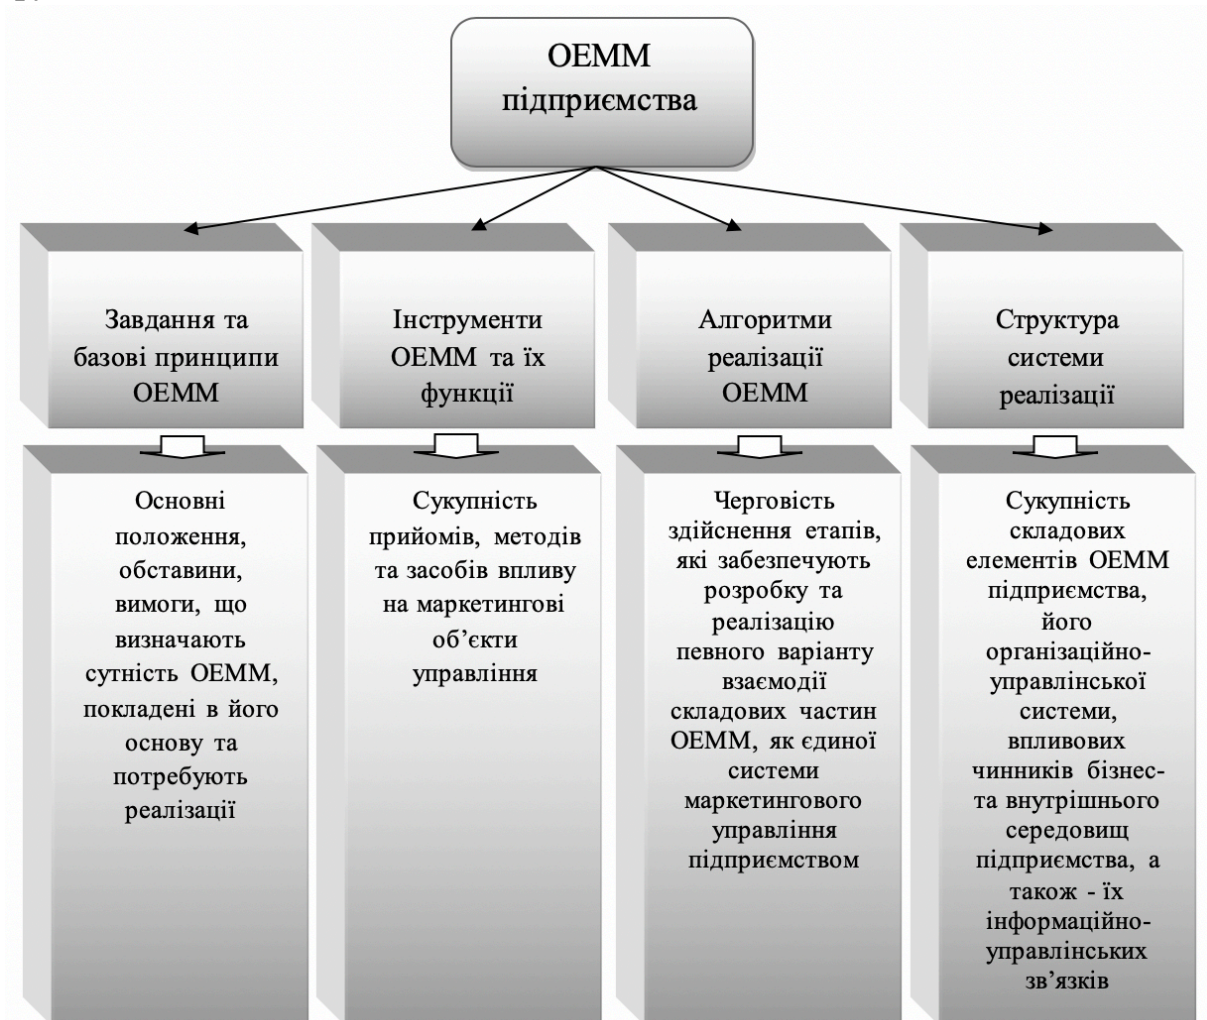 ОЕММ
підприємства
Завдання та
базові принципи
ОЕММ
Інструменти
ОЕММ та їх
функції
Алгоритми
реалізації
ОЕММ
Структура
системи
реалізації
Основні
положення,
обставини,
вимоги, що
визначають
сутність ОЕММ,
покладені в його
основу та
потребують
реалізації
Сукупність
прийомів, методів
та засобів впливу
на маркетингові
об’єкти
управління
Черговість
здійснення етапів,
які забезпечують
розробку та
реалізацію
певного варіанту
взаємодії
складових частин
ОЕММ, як єдиної
системи
маркетингового
управління
підприємством
Сукупність
складових
елементів ОЕММ
підприємства,
його
організаційно-
управлінської
системи,
впливових
чинників бізнес-
та внутрішнього
середовищ
підприємства, а
також - їх
інформаційно-
управлінських
зв’язків